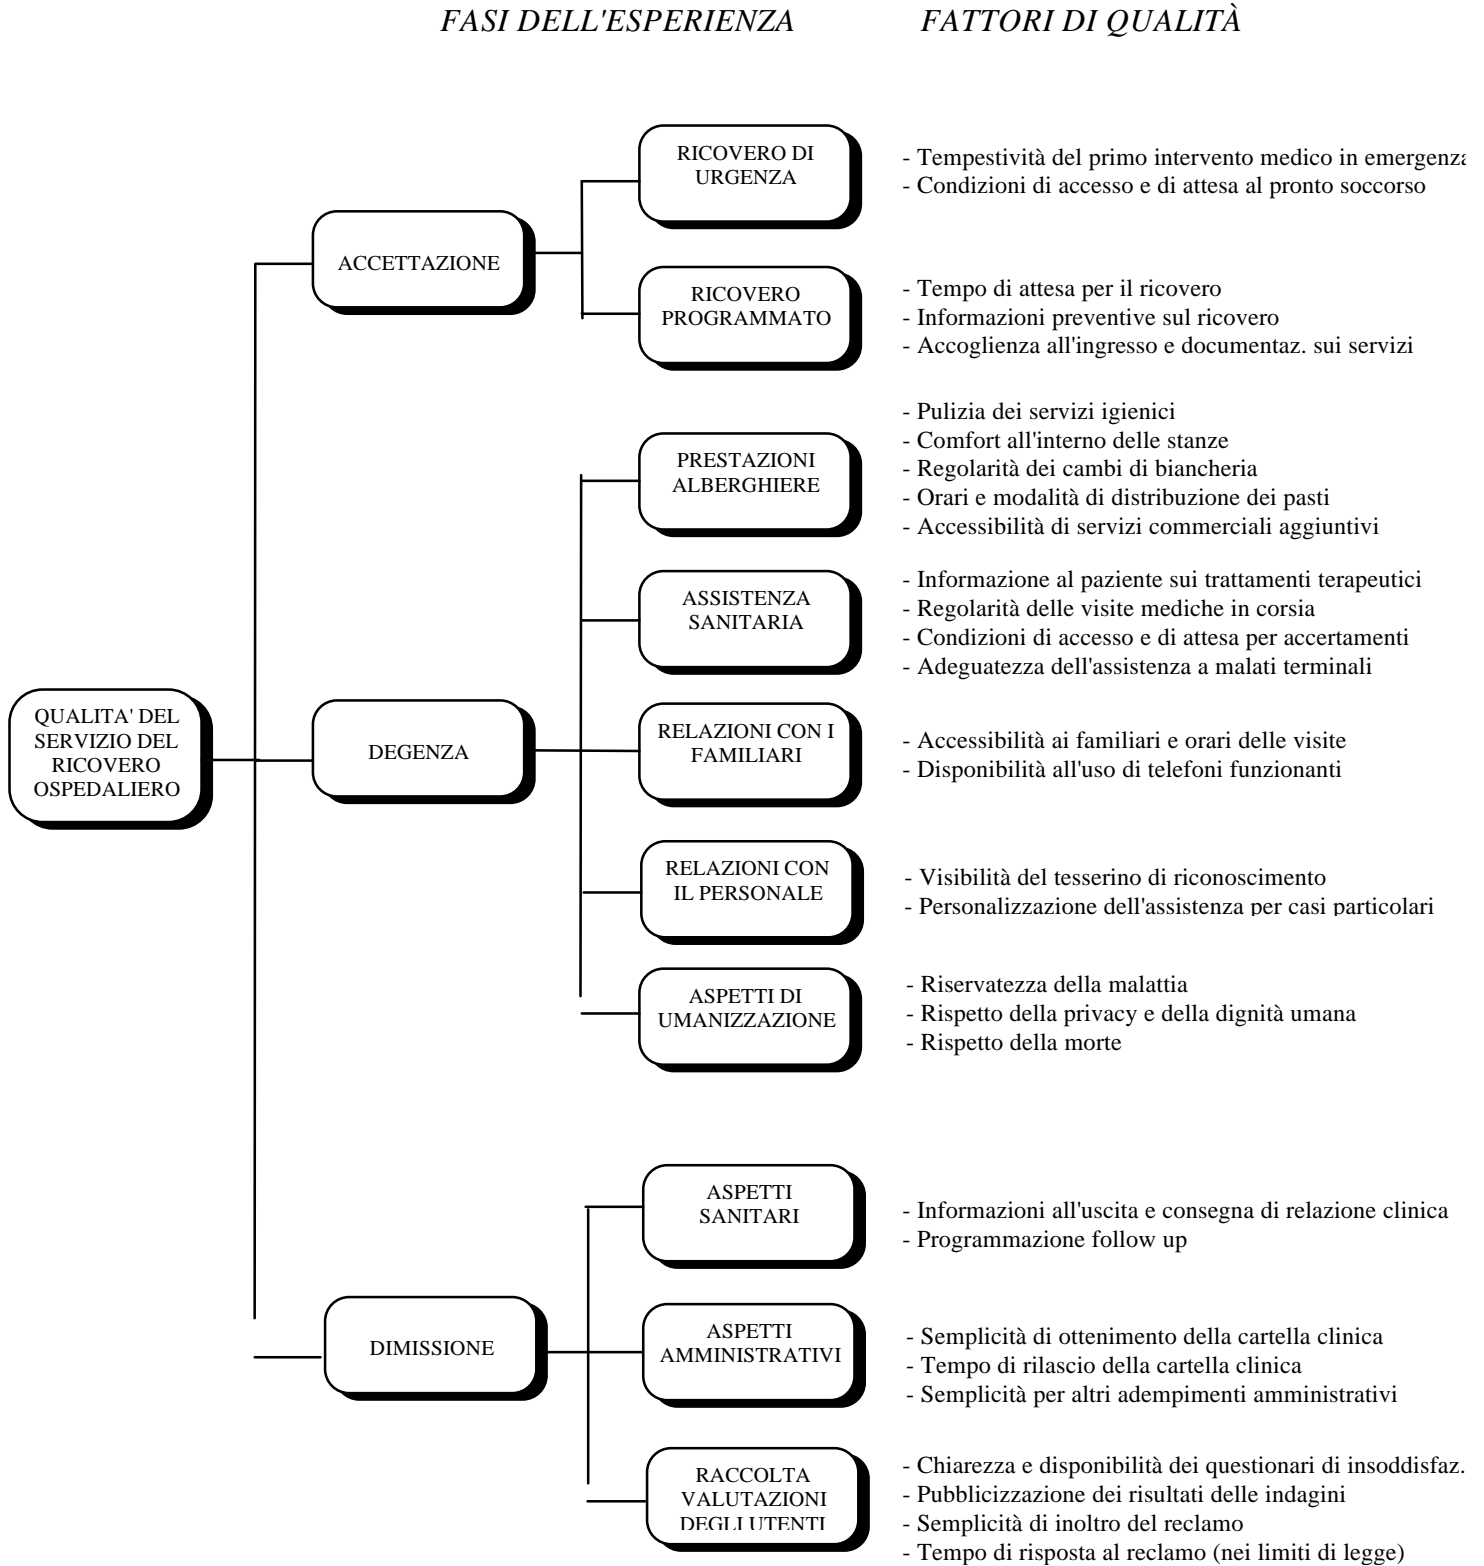 FASI DELL'ESPERIENZA
FATTORI DI QUALITÀ
RICOVERO DI
URGENZA
- Tempestività del primo intervento medico in emergenza
- Condizioni di accesso e di attesa al pronto soccorso
ACCETTAZIONE
RICOVERO
PROGRAMMATO
- Tempo di attesa per il ricovero
- Informazioni preventive sul ricovero
- Accoglienza all'ingresso e documentaz. sui servizi
PRESTAZIONI
ALBERGHIERE
- Pulizia dei servizi igienici
- Comfort all'interno delle stanze
- Regolarità dei cambi di biancheria
- Orari e modalità di distribuzione dei pasti
- Accessibilità di servizi commerciali aggiuntivi
ASSISTENZA
SANITARIA
- Informazione al paziente sui trattamenti terapeutici
- Regolarità delle visite mediche in corsia
- Condizioni di accesso e di attesa per accertamenti
- Adeguatezza dell'assistenza a malati terminali
QUALITA' DEL
SERVIZIO DEL
RICOVERO
OSPEDALIERO
DEGENZA
RELAZIONI CON I
FAMILIARI
- Accessibilità ai familiari e orari delle visite
- Disponibilità all'uso di telefoni funzionanti
RELAZIONI CON
IL PERSONALE
- Visibilità del tesserino di riconoscimento
- Personalizzazione dell'assistenza per casi particolari
ASPETTI DI
UMANIZZAZIONE
- Riservatezza della malattia
- Rispetto della privacy e della dignità umana
- Rispetto della morte
ASPETTI
SANITARI
- Informazioni all'uscita e consegna di relazione clinica
- Programmazione follow up
DIMISSIONE
ASPETTI
AMMINISTRATIVI
- Semplicità di ottenimento della cartella clinica
- Tempo di rilascio della cartella clinica
- Semplicità per altri adempimenti amministrativi
RACCOLTA
VALUTAZIONI
DEGLI UTENTI
- Chiarezza e disponibilità dei questionari di insoddisfaz.
- Pubblicizzazione dei risultati delle indagini
- Semplicità di inoltro del reclamo
- Tempo di risposta al reclamo (nei limiti di legge)